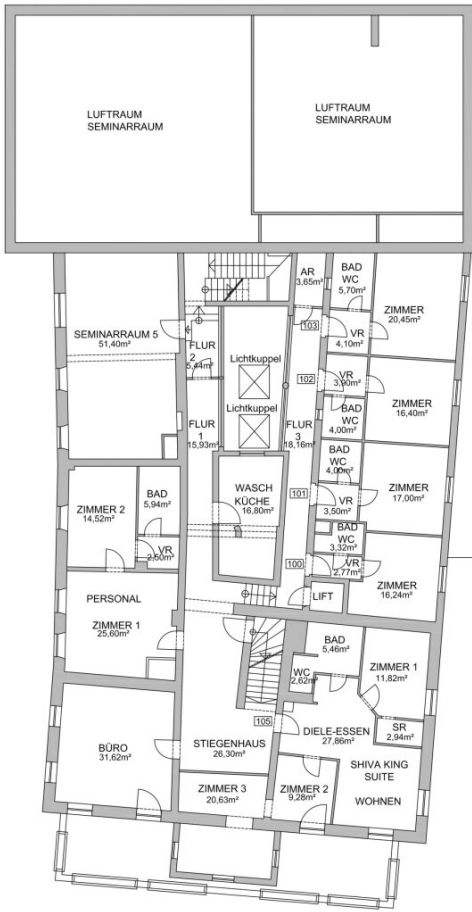 LUFTRAUM
SEMINARRAUM
LUFTRAUM
SEMINARRAUM
AR
3,65m²
BAD
WC
5,70m²
ZIMMER
20,45m²
SEMINARRAUM 5
51,40m²
FLUR
2
5,44m²
103
VR
4,10m²
Lichtkuppel
102
VR
3,90m²
ZIMMER
16,40m²
Lichtkuppel
FLUR
1
15,93m²
FLUR
3
18,16m²
BAD
WC
4,00m²
BAD
WC
4,00m²
WASCH
KÜCHE
16,80m²
101
VR
3,50m²
ZIMMER
17,00m²
ZIMMER 2
14,52m²
BAD
5,94m²
VR
2,50m²
BAD
WC
3,32m²
100
VR
2,77m²
ZIMMER
16,24m²
LIFT
PERSONAL
ZIMMER 1
25,60m²
BAD
5,46m²
WC
2,62m²
ZIMMER 1
11,82m²
105
SR
2,94m²
DIELE-ESSEN
27,86m²
BÜRO
31,62m²
STIEGENHAUS
26,30m²
SHIVA KING
SUITE
WOHNEN
ZIMMER 3
20,63m²
ZIMMER 2
9,28m²